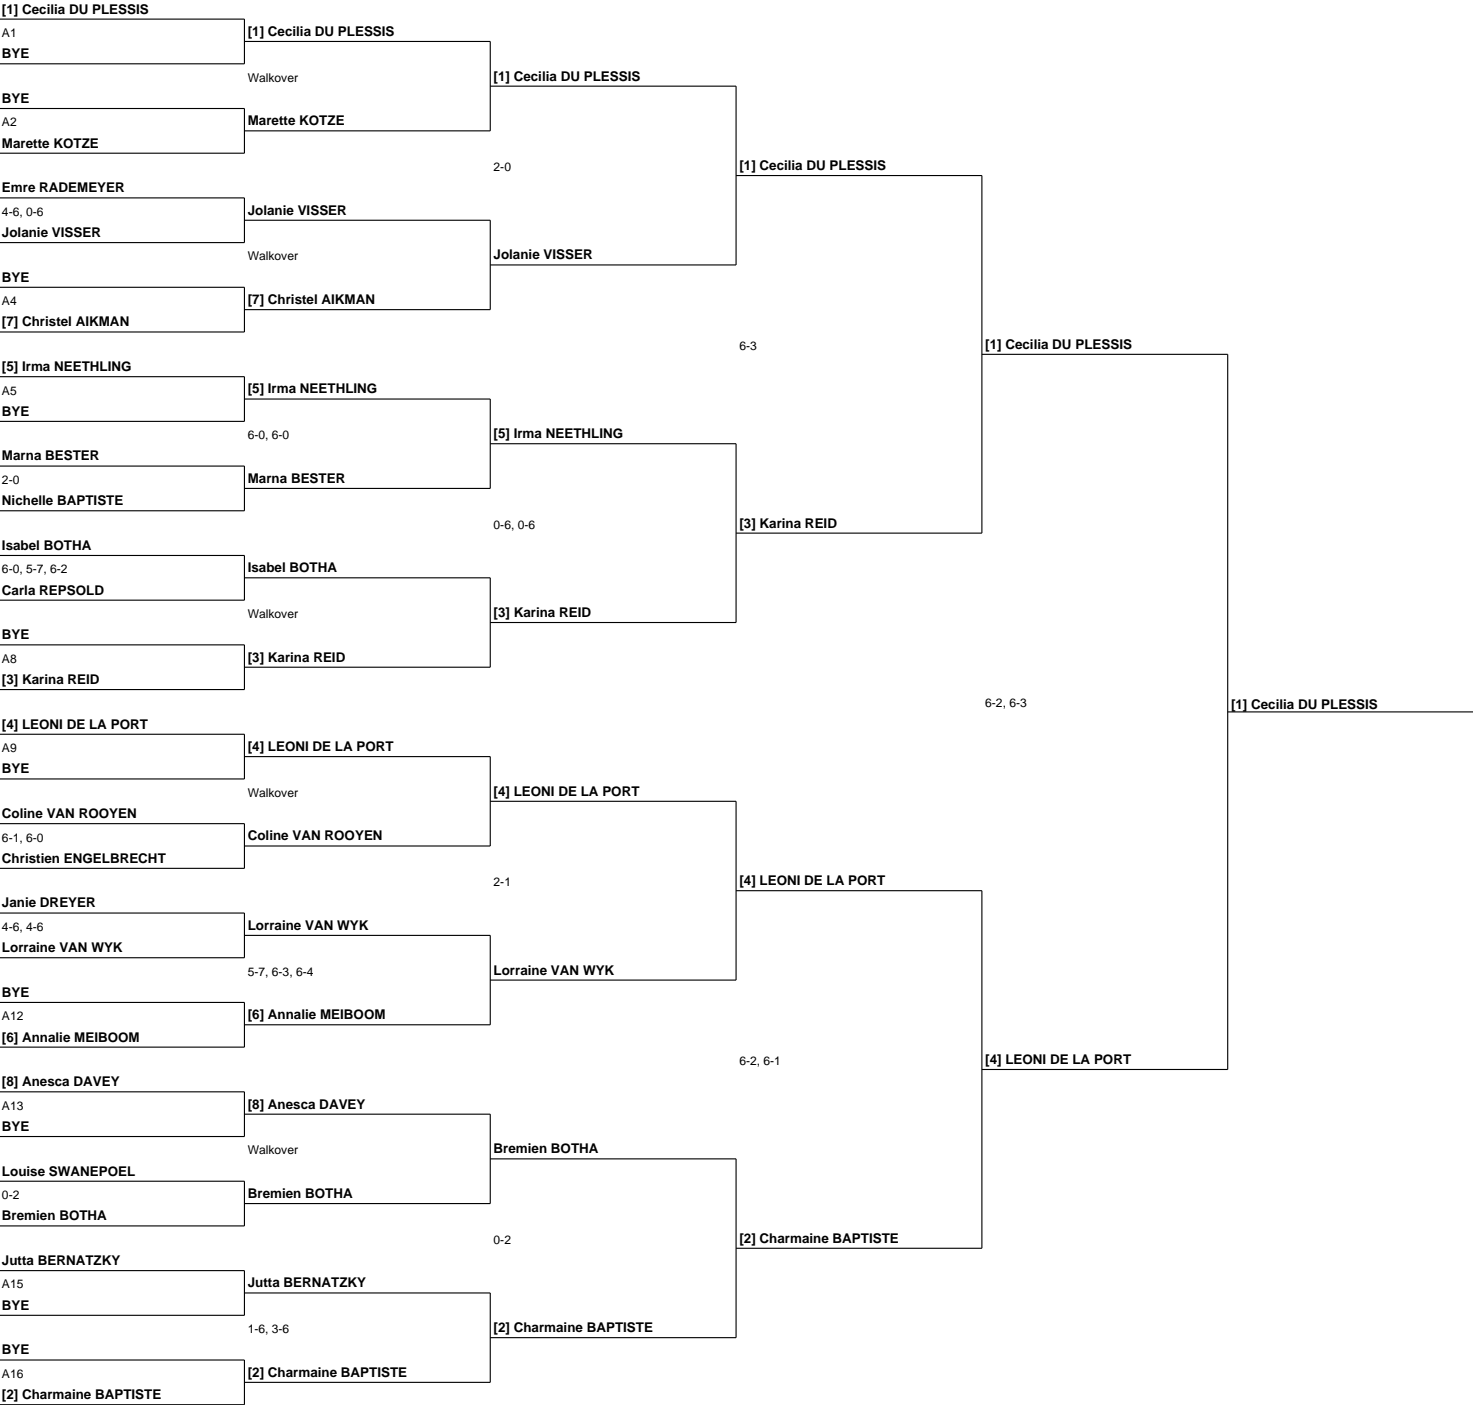 [1] Cecilia DU PLESSIS
A1
BYE
BYE
A2
Marette KOTZE
Emre RADEMEYER
4-6, 0-6
Jolanie VISSER
BYE
A4
[7] Christel AIKMAN
[5] Irma NEETHLING
A5
BYE
Marna BESTER
2-0
Nichelle BAPTISTE
Isabel BOTHA
6-0, 5-7, 6-2
Carla REPSOLD
BYE
A8
[3] Karina REID
[4] LEONI DE LA PORT
A9
BYE
Coline VAN ROOYEN
6-1, 6-0
Christien ENGELBRECHT
Janie DREYER
4-6, 4-6
Lorraine VAN WYK
BYE
A12
[6] Annalie MEIBOOM
[8] Anesca DAVEY
A13
BYE
Louise SWANEPOEL
0-2
Bremien BOTHA
Jutta BERNATZKY
A15
BYE
BYE
A16
[2] Charmaine BAPTISTE
[1] Cecilia DU PLESSIS
Walkover
Marette KOTZE
Jolanie VISSER
Walkover
[7] Christel AIKMAN
[5] Irma NEETHLING
6-0, 6-0
Marna BESTER
Isabel BOTHA
Walkover
[3] Karina REID
[4] LEONI DE LA PORT
Walkover
Coline VAN ROOYEN
Lorraine VAN WYK
5-7, 6-3, 6-4
[6] Annalie MEIBOOM
[8] Anesca DAVEY
Walkover
Bremien BOTHA
Jutta BERNATZKY
1-6, 3-6
[2] Charmaine BAPTISTE
[1] Cecilia DU PLESSIS
2-0
Jolanie VISSER
[5] Irma NEETHLING
0-6, 0-6
[3] Karina REID
[4] LEONI DE LA PORT
2-1
Lorraine VAN WYK
Bremien BOTHA
0-2
[2] Charmaine BAPTISTE
[1] Cecilia DU PLESSIS
6-3
[3] Karina REID
[4] LEONI DE LA PORT
6-2, 6-1
[2] Charmaine BAPTISTE
[1] Cecilia DU PLESSIS
6-2, 6-3
[4] LEONI DE LA PORT
[1] Cecilia DU PLESSIS